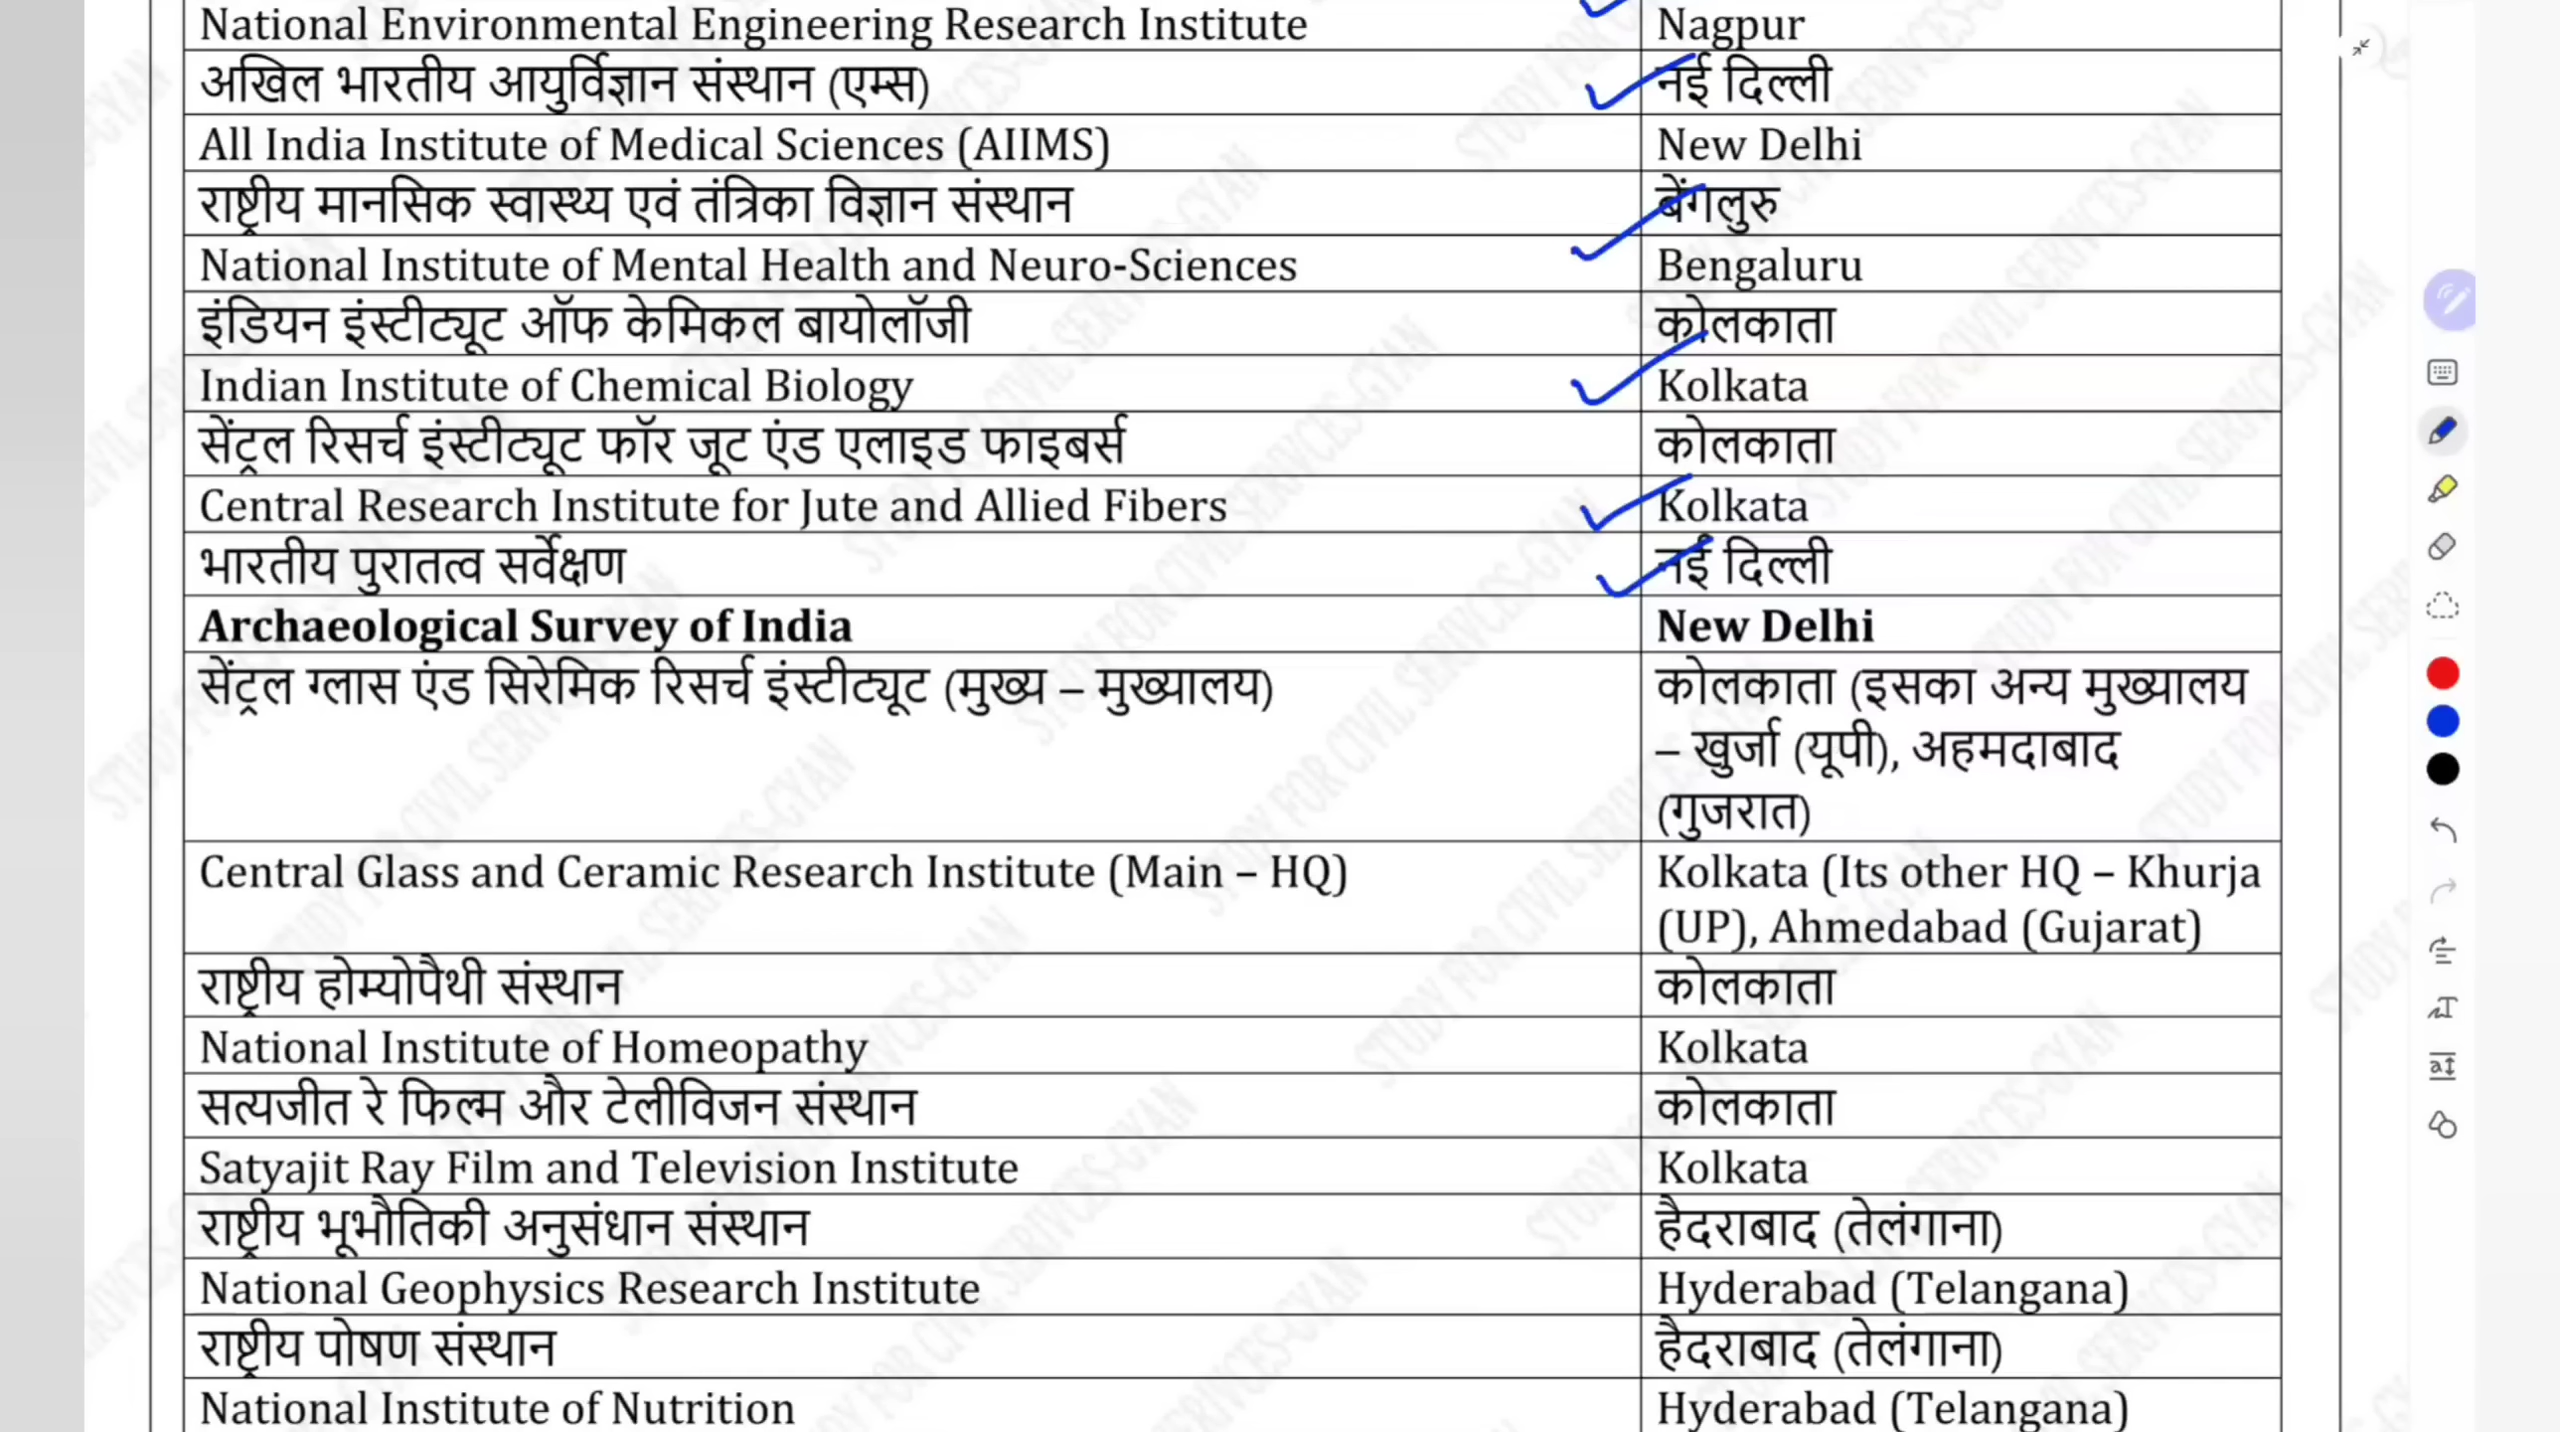 National Environmental Engineering Research Institute Nagpur
अखिल भारतीय आयुर्विज्ञान संस्थान (एम्स) नई दिल्ली
All India Institute of Medical Sciences (AIIMS) New Delhi
राष्ट्रीय मानसिक स्वास्थ्य एवं तंत्रिका विज्ञान संस्थान बेंगलुरु
National Institute of Mental Health and Neuro-Sciences Bengaluru
इंडियन इंस्टीट्यूट ऑफ केमिकल बायोलॉजी कोलकाता
Indian Institute of Chemical Biology Kolkata
सेंट्रल रिसर्च इंस्टीट्यूट फॉर जूट एंड एलाइड फाइबर्स कोलकाता
Central Research Institute for Jute and Allied Fibers Kolkata
भारतीय पुरातत्व सर्वेक्षण नई दिल्ली
Archaeological Survey of India New Delhi
सेंट्रल ग्लास एंड सिरेमिक रिसर्च इंस्टीट्यूट (मुख्य – मुख्यालय) कोलकाता (इसका अन्य मुख्यालय
– खुर्जा (यूपी), अहमदाबाद
(गुजरात)
Central Glass and Ceramic Research Institute (Main – HQ) Kolkata (Its other HQ – Khurja
(UP), Ahmedabad (Gujarat)
राष्ट्रीय होम्योपैथी संस्थान कोलकाता
National Institute of Homeopathy Kolkata
सत्यजीत रे फिल्म और टेलीविजन संस्थान कोलकाता
Satyajit Ray Film and Television Institute Kolkata
राष्ट्रीय भूभौतिकी अनुसंधान संस्थान हैदराबाद (तेलंगाना)
National Geophysics Research Institute Hyderabad (Telangana)
राष्ट्रीय पोषण संस्थान हैदराबाद (तेलंगाना)
National Institute of Nutrition Hyderabad (Telangana)
STUDY FOR CIVIL SERIVCES-GYAN